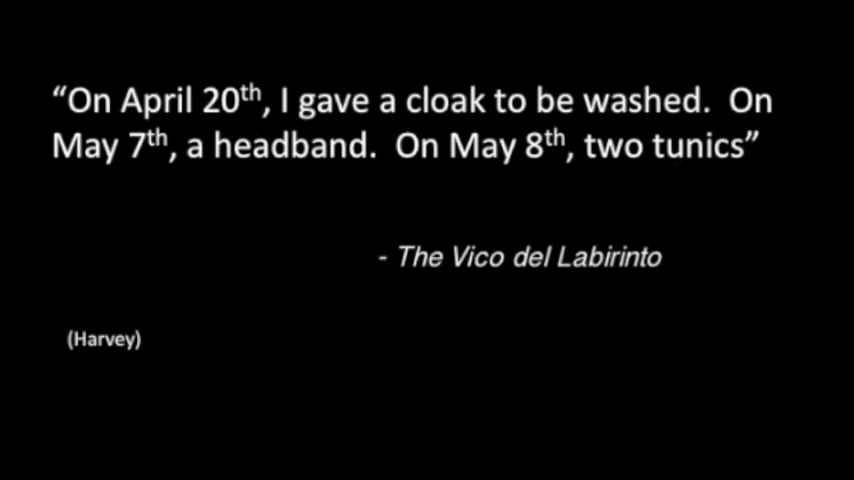 “On April 20th, I gave a cloak to be washed.  On
May 7th, a headband.  On May 8th, two tunics”
- The Vico del Labirinto
(Harvey)